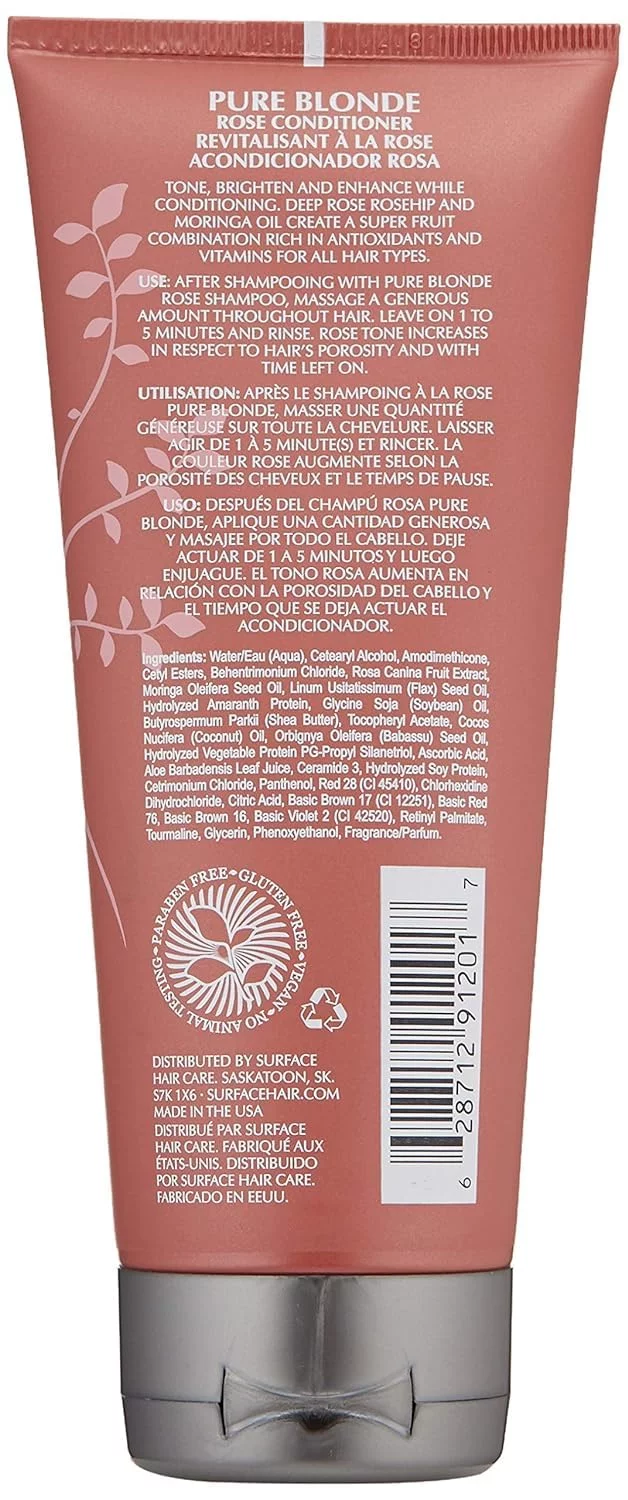 PURE BLONDE
ROSE CONDITIONER
REVITALISANT À LA ROSE
ACONDICIONADOR ROSA
TONE, BRIGHTEN AND ENHANCE WHILE
CONDITIONING. DEEP ROSE ROSEHIP AND
MORINGA OIL CREATE A SUPER FRUIT
COMBINATION RICH IN ANTIOXIDANTS AND
VITAMINS FOR ALL HAIR TYPES.
USE: AFTER SHAMPOOING WITH PURE BLONDE
ROSE SHAMPOO, MASSAGE A GENEROUS
AMOUNT THROUGHOUT HAIR. LEAVE ON 1 TO
5 MINUTES AND RINSE. ROSE TONE INCREASES
IN RESPECT TO HAIR'S POROSITY AND WITH
TIME LEFT ON.
UTILISATION: APRÈS LE SHAMPOING À LA ROSE
PURE BLONDE, MASSER UNE QUANTITÉ
GÉNÉREUSE SUR TOUTE LA CHEVELURE. LAISSER
AGIR DE 1 À 5 MINUTE(S) ET RINCER. LA
COULEUR ROSE AUGMENTE SELON LA
POROSITÉ DES CHEVEUX ET LE TEMPS DE PAUSE.
USO: DESPUÉS DEL CHAMPÚ ROSA PURE
BLONDE, APLIQUE UNA CANTIDAD GENEROSA
Y MASAJEE POR TODO EL CABELLO. DEJE
ACTUAR DE 1 A 5 MINUTOS Y LUEGO
ENJUAGUE. EL TONO ROSA AUMENTA EN
RELACIÓN CON LA POROSIDAD DEL CABELLO Y
EL TIEMPO QUE SE DEJA ACTUAR EL
ACONDICIONADOR.
Ingredients: Water/Eau (Aqua), Cetearyl Alcohol, Amodimethicone,
Cetyl Esters, Behentrimonium Chloride, Rosa Canina Fruit Extract,
Moringa Oleifera Seed Oil, Linum Usitatissimum (Flax) Seed Oil,
Hydrolyzed Amaranth Protein, Glycine Soja (Soybean) Oil,
Butyrospermum Parkii (Shea Butter), Tocopheryl Acetate, Cocos
Nucifera (Coconut) Oil, Orbignya Oleifera (Babassu) Seed Oil,
Hydrolyzed Vegetable Protein PG-Propyl Silanetriol, Ascorbic Acid,
Aloe Barbadensis Leaf Juice, Ceramide 3, Hydrolyzed Soy Protein,
Cetrimonium Chloride, Panthenol, Red 28 (CI 45410), Chlorhexidine
Dihydrochloride, Citric Acid, Basic Brown 17 (CI 12251), Basic Red
76, Basic Brown 16, Basic Violet 2 (CI 42520), Retinyl Palmitate,
Tourmaline, Glycerin, Phenoxyethanol, Fragrance/Parfum.
PARABEN FREE • GLUTEN FREE • VEGAN • NO ANIMAL TESTING •
6 28712 91201 7
DISTRIBUTED BY SURFACE
HAIR CARE. SASKATOON, SK.
S7K 1X6 • SURFACEHAIR.COM
MADE IN THE USA
DISTRIBUÉ PAR SURFACE
HAIR CARE. FABRIQUÉ AUX
ÉTATS-UNIS. DISTRIBUIDO
POR SURFACE HAIR CARE.
FABRICADO EN EEUU.